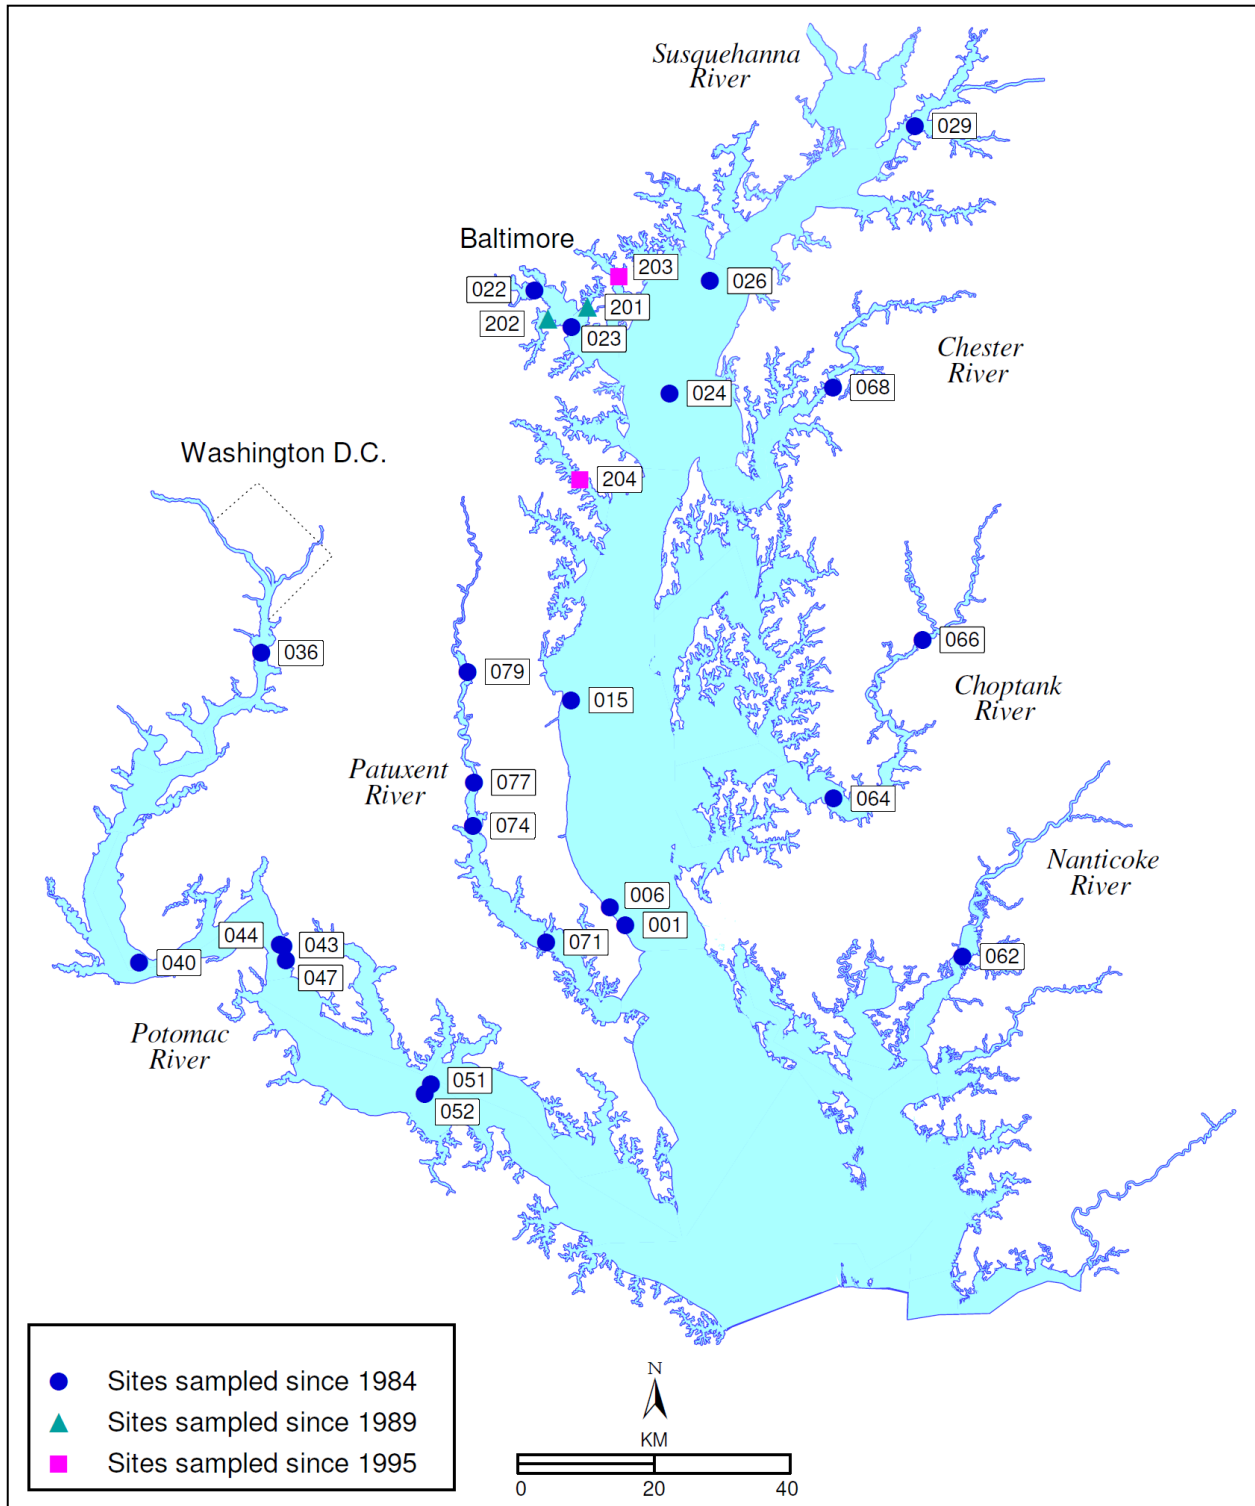 Susquehanna
River
029
Baltimore
203
022
026
201
202
023
Chester
River
068
024
Washington D.C.
204
036
066
079
Choptank
River
015
Patuxent
River
077
064
074
Nanticoke
River
006
001
044
043
071
040
047
062
Potomac
River
051
052
Sites sampled since 1984
Sites sampled since 1989
Sites sampled since 1995
N
KM
0 20 40